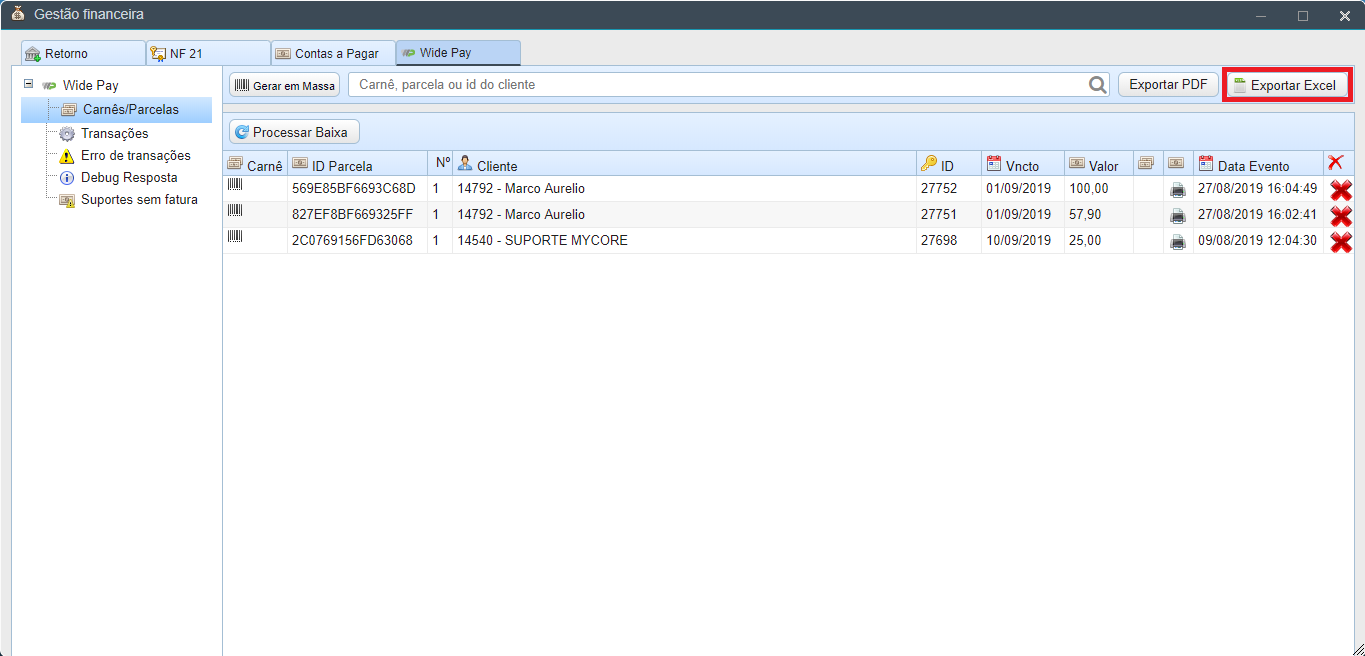 Gestão financeira
Retorno NF 21 Contas a Pagar Wide Pay
Wide Pay
Carnês/Parcelas
Transações
Erro de transações
Debug Resposta
Suportes sem fatura
Gerar em Massa Carnê, parcela ou id do cliente Exportar PDF Exportar Excel
Processar Baixa
Carnê ID Parcela Nº Cliente ID Vncto Valor Data Evento
569E85BF6693C68D 1 14792 - Marco Aurelio 27752 01/09/2019 100,00 27/08/2019 16:04:49
827EF8BF669325FF 1 14792 - Marco Aurelio 27751 01/09/2019 57,90 27/08/2019 16:02:41
2C0769156FD63068 1 14540 - SUPORTE MYCORE 27698 10/09/2019 25,00 09/08/2019 12:04:30